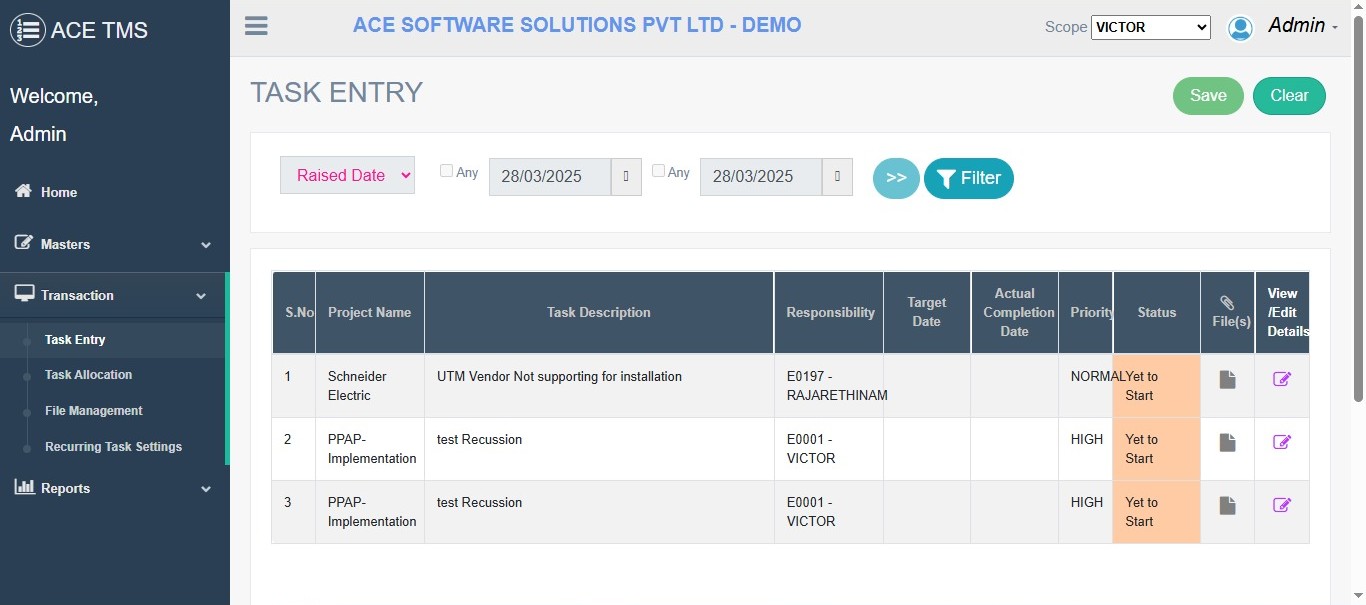 ACE TMS
ACE SOFTWARE SOLUTIONS PVT LTD - DEMO
Scope VICTOR Admin
Welcome,
Admin
Home
Masters
Transaction
Task Entry
Task Allocation
File Management
Recurring Task Settings
Reports
TASK ENTRY
Save Clear
Raised Date Any 28/03/2025 Any 28/03/2025 >> Filter
S.No Project Name Task Description Responsibility Target Date Actual Completion Date Priority Status File(s) View /Edit Details
1 Schneider Electric UTM Vendor Not supporting for installation E0197 - RAJARETHINAM NORMAL Yet to Start
2 PPAP-Implementation test Recussion E0001 - VICTOR HIGH Yet to Start
3 PPAP-Implementation test Recussion E0001 - VICTOR HIGH Yet to Start